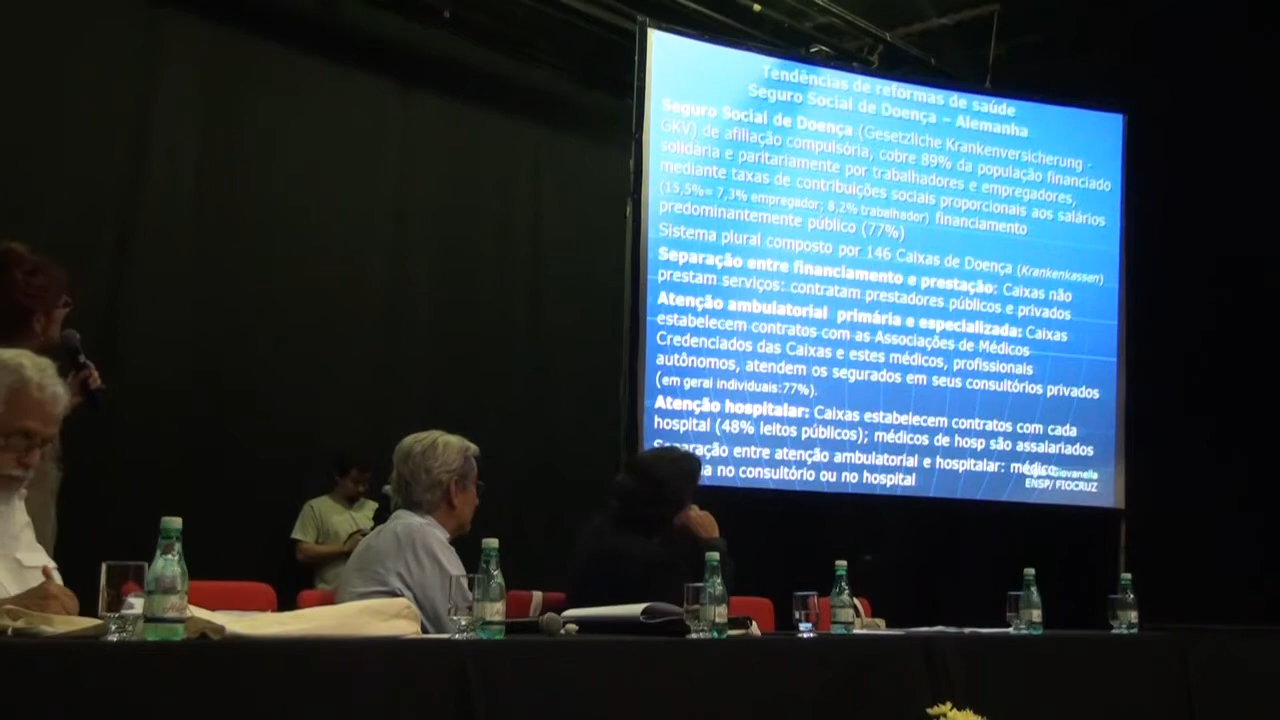 Tendências de reformas de saúde
Seguro Social de Doença – Alemanha
Seguro Social de Doença (Gesetzliche Krankenversicherung -
GKV) de afiliação compulsória, cobre 89% da população financiado
solidária e paritariamente por trabalhadores e empregadores,
mediante taxas de contribuições sociais proporcionais aos salários
(15,5%= 7,3% empregador; 8,2% trabalhador) financiamento
predominantemente público (77%)
Sistema plural composto por 146 Caixas de Doença (Krankenkassen)
Separação entre financiamento e prestação: Caixas não
prestam serviços: contratam prestadores públicos e privados
Atenção ambulatorial primária e especializada: Caixas
estabelecem contratos com as Associações de Médicos
Credenciados das Caixas e estes médicos, profissionais
autônomos, atendem os segurados em seus consultórios privados
(em geral individuais:77%).
Atenção hospitalar: Caixas estabelecem contratos com cada
hospital (48% leitos públicos); médicos de hosp são assalariados
Separação entre atenção ambulatorial e hospitalar: médico
no consultório ou no hospital
Giovanella
ENSP/ FIOCRUZ